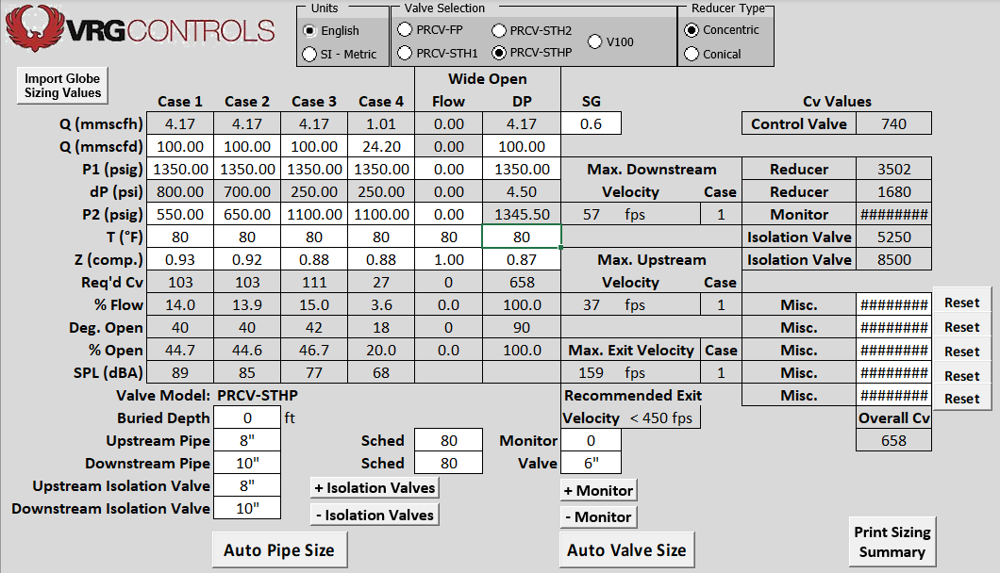 VRGCONTROLS
Units
English
SI - Metric
Valve Selection
PRCV-FP PRCV-STH2 V100
PRCV-STH1 PRCV-STHP
Reducer Type
Concentric
Conical
Import Globe
Sizing Values
Wide Open
Case 1 Case 2 Case 3 Case 4 Flow DP SG Cv Values
Q (mmscfh) 4.17 4.17 4.17 1.01 0.00 4.17 0.6 Control Valve 740
Q (mmscfd) 100.00 100.00 100.00 24.20 0.00 100.00
P1 (psig) 1350.00 1350.00 1350.00 1350.00 0.00 1350.00 Max. Downstream Reducer 3502
dP (psi) 800.00 700.00 250.00 250.00 0.00 4.50 Velocity Case Reducer 1680
P2 (psig) 550.00 650.00 1100.00 1100.00 0.00 1345.50 57 fps 1 Monitor ########
T (°F) 80 80 80 80 80 80 Isolation Valve 5250
Z (comp.) 0.93 0.92 0.88 0.88 1.00 0.87 Max. Upstream Isolation Valve 8500
Req'd Cv 103 103 111 27 0 658 Velocity Case
% Flow 14.0 13.9 15.0 3.6 0.0 100.0 37 fps 1 Misc. ######## Reset
Deg. Open 40 40 42 18 0 90 Misc. ######## Reset
% Open 44.7 44.6 46.7 20.0 0.0 100.0 Max. Exit Velocity Case Misc. ######## Reset
SPL (dBA) 89 85 77 68 159 fps 1 Misc. ######## Reset
Valve Model: PRCV-STHP Recommended Exit Misc. ######## Reset
Buried Depth 0 ft Velocity < 450 fps Overall Cv
Upstream Pipe 8" Sched 80 Monitor 0 658
Downstream Pipe 10" Sched 80 Valve 6"
Upstream Isolation Valve 8" + Isolation Valves + Monitor
Downstream Isolation Valve 10" - Isolation Valves - Monitor
Auto Pipe Size Auto Valve Size Print Sizing
Summary